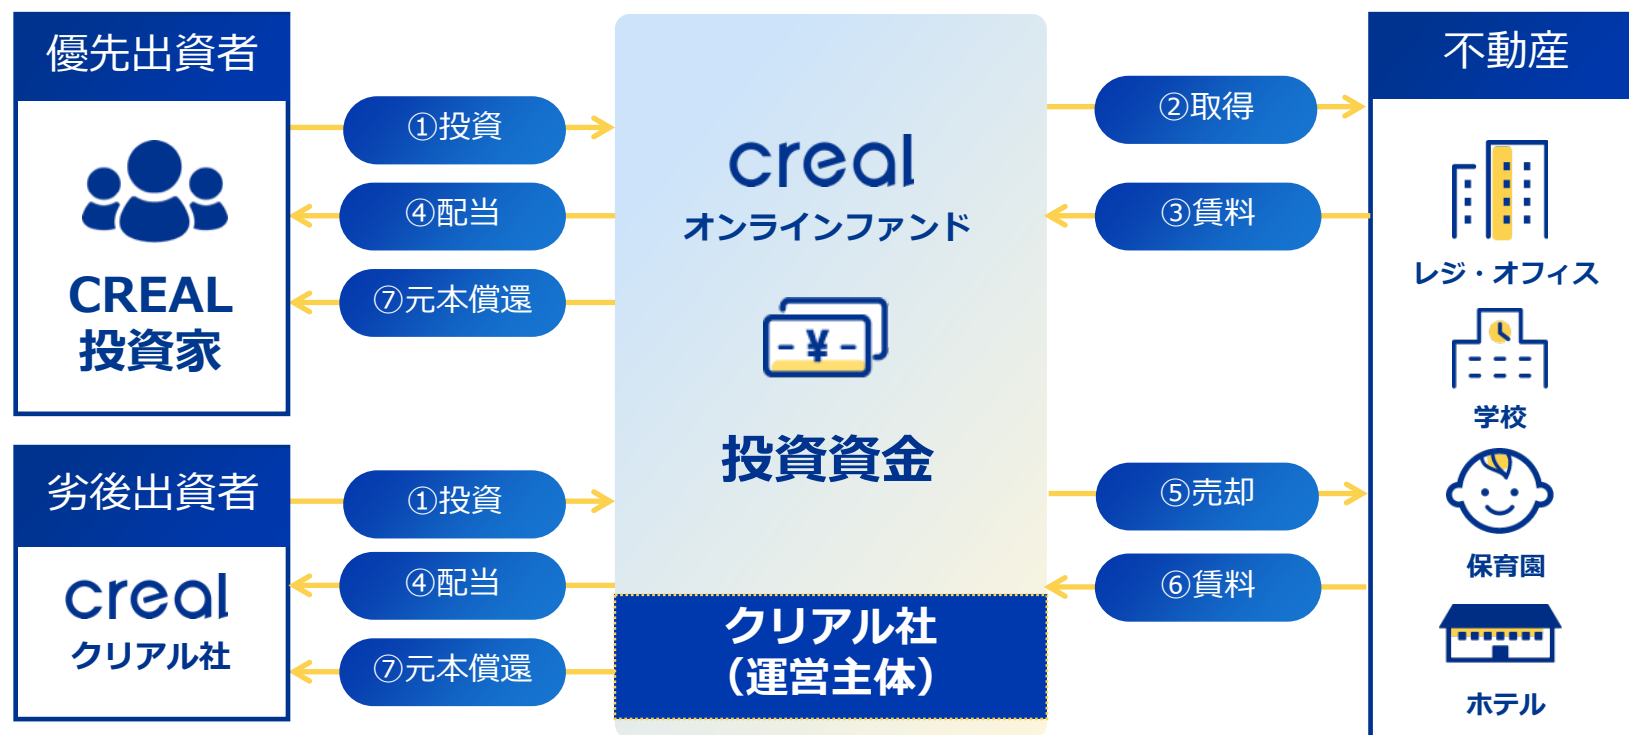 優先出資者
CREAL
投資家
劣後出資者
creal
クリアル社
①投資
④配当
⑦元本償還
①投資
④配当
⑦元本償還
creal
オンラインファンド
¥
投資資金
クリアル社
（運営主体）
②取得
③賃料
⑤売却
⑥賃料
不動産
レジ・オフィス
学校
保育園
ホテル